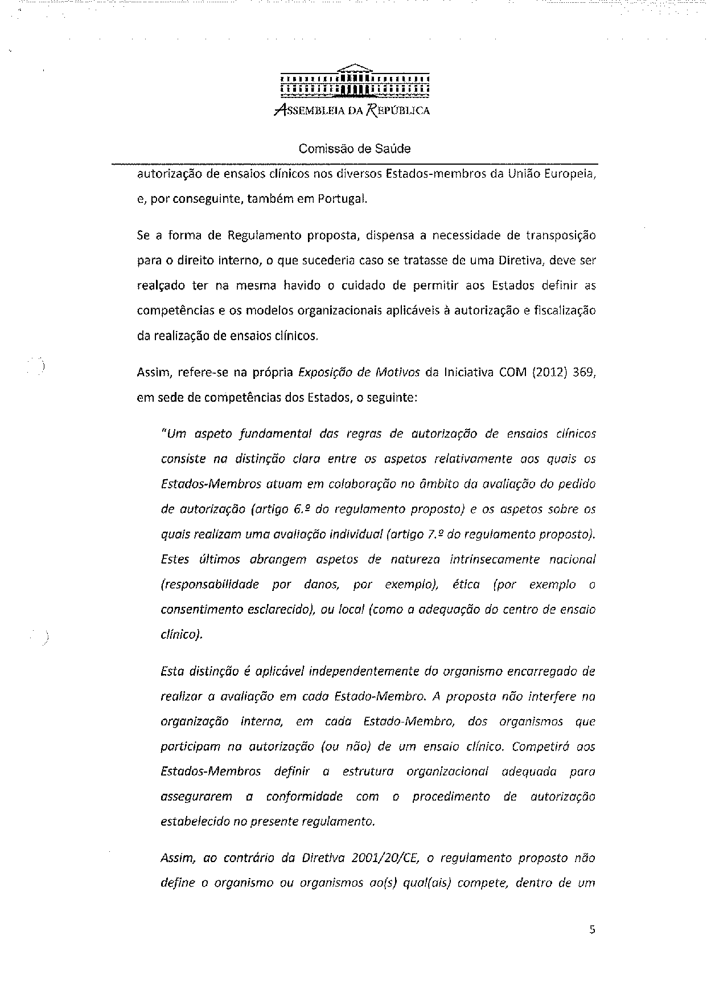 ASSEMBLEIA DA REPÚBLICA
Comissão de Saúde
autorização de ensaios clínicos nos diversos Estados-membros da União Europeia,
e, por conseguinte, também em Portugal.
Se a forma de Regulamento proposta, dispensa a necessidade de transposição
para o direito interno, o que sucederia caso se tratasse de uma Diretiva, deve ser
realçado ter na mesma havido o cuidado de permitir aos Estados definir as
competências e os modelos organizacionais aplicáveis à autorização e fiscalização
da realização de ensaios clínicos.
Assim, refere-se na própria Exposição de Motivos da Iniciativa COM (2012) 369,
em sede de competências dos Estados, o seguinte:
"Um aspeto fundamental das regras de autorização de ensaios clínicos
consiste na distinção clara entre os aspetos relativamente aos quais os
Estados-Membros atuam em colaboração no âmbito da avaliação do pedido
de autorização (artigo 6.º do regulamento proposto) e os aspetos sobre os
quais realizam uma avaliação individual (artigo 7.º do regulamento proposto).
Estes últimos abrangem aspetos de natureza intrinsecamente nacional
(responsabilidade por danos, por exemplo), ética (por exemplo o
consentimento esclarecido), ou local (como a adequação do centro de ensaio
clínico).
Esta distinção é aplicável independentemente do organismo encarregado de
realizar a avaliação em cada Estado-Membro. A proposta não interfere na
organização interna, em cada Estado-Membro, dos organismos que
participam na autorização (ou não) de um ensaio clínico. Competirá aos
Estados-Membros definir a estrutura organizacional adequada para
assegurarem a conformidade com o procedimento de autorização
estabelecido no presente regulamento.
Assim, ao contrário da Diretiva 2001/20/CE, o regulamento proposto não
define o organismo ou organismos ao(s) qual(ais) compete, dentro de um
5